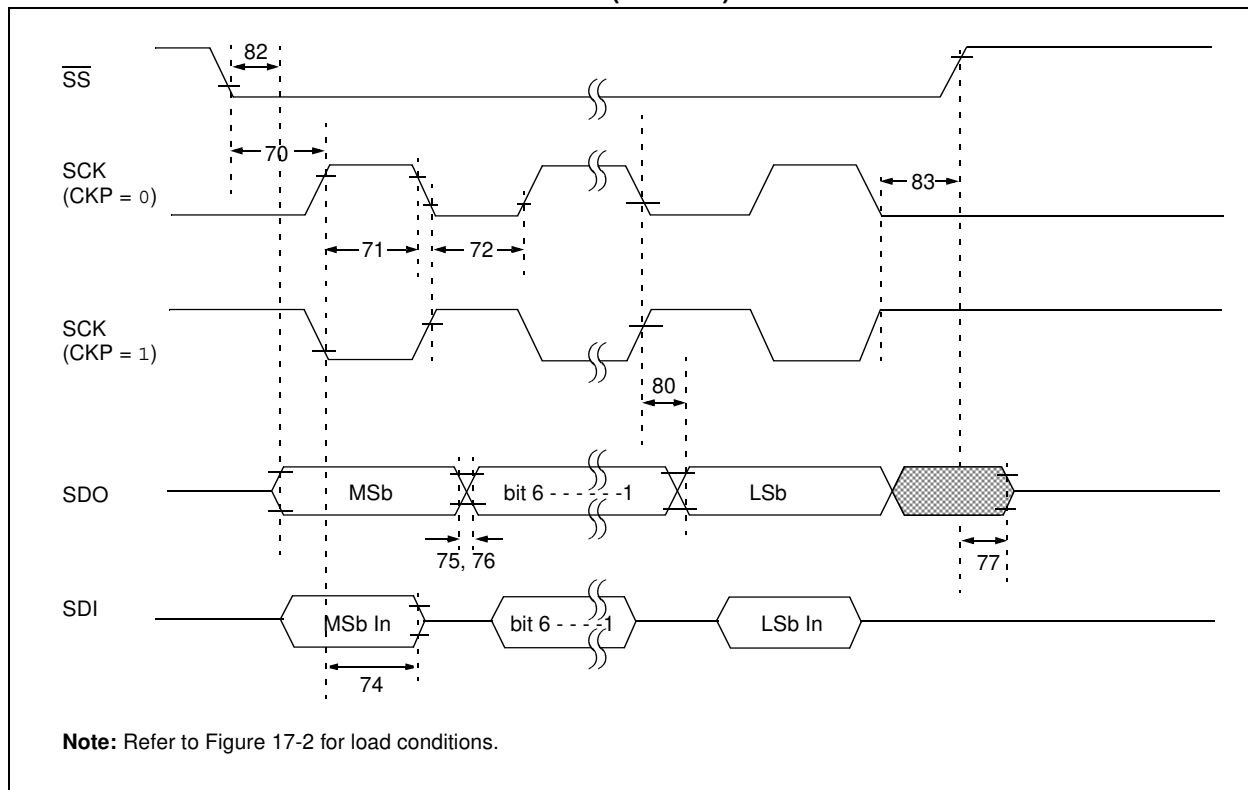 82
SS
70
SCK
(CKP = 0)
83
71
72
SCK
(CKP = 1)
80
SDO
MSb
bit 6 - - - - - -1
LSb
75, 76
77
SDI
MSb In
bit 6 - - - -1
LSb In
74
Note: Refer to Figure 17-2 for load conditions.